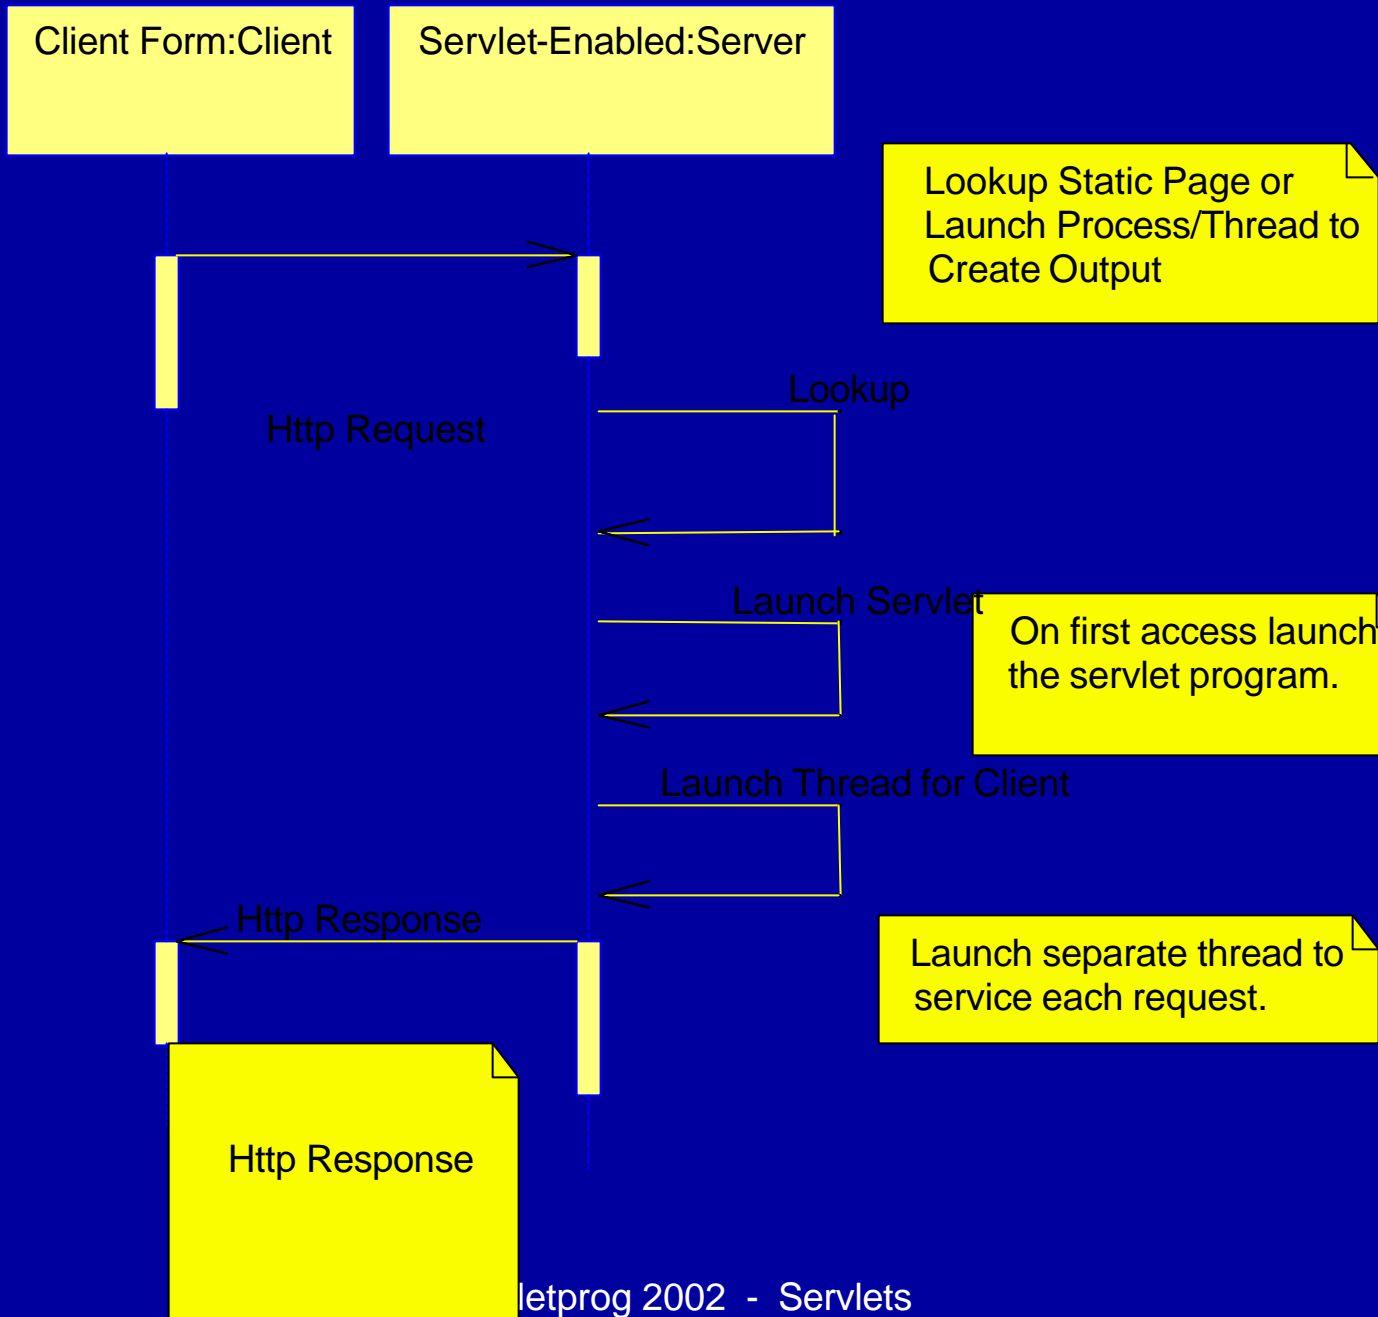 Client Form:Client
Servlet-Enabled:Server
Lookup Static Page or
Launch Process/Thread to
Create Output
Lookup
Http Request
Launch Servlet
On first access launch
the servlet program.
Launch Thread for Client
Http Response
Launch separate thread to
service each request.
Http Response
letprog 2002 - Servlets